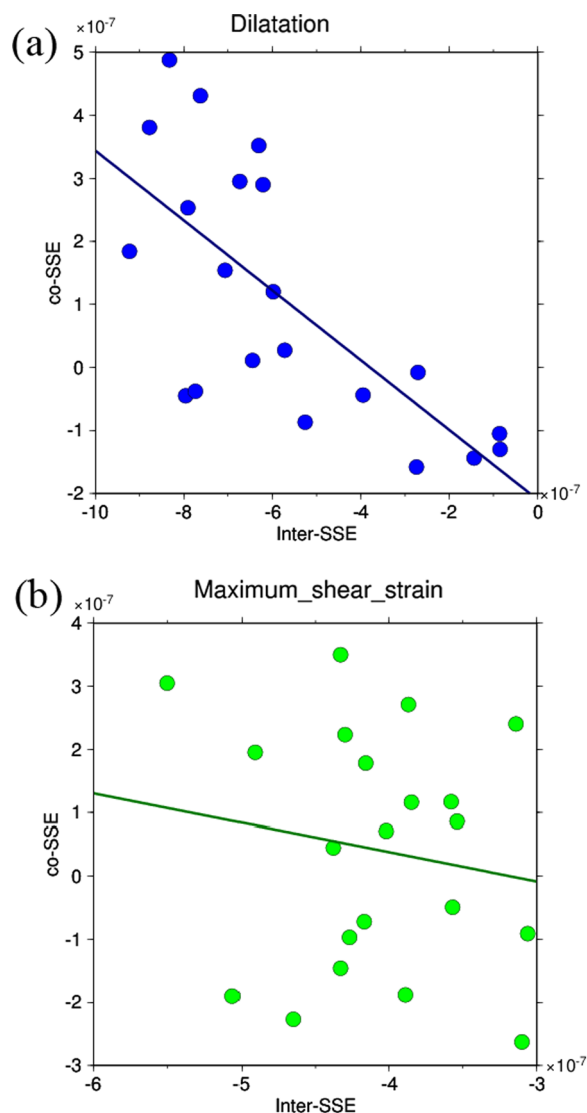 (a)
Dilatation
×10⁻⁷
5
4
3
2
1
0
-1
-2
co-SSE
-10 -8 -6 -4 -2 0
×10⁻⁷
Inter-SSE
(b)
Maximum_shear_strain
×10⁻⁷
4
3
2
1
0
-1
-2
-3
co-SSE
-6 -5 -4 -3
×10⁻⁷
Inter-SSE